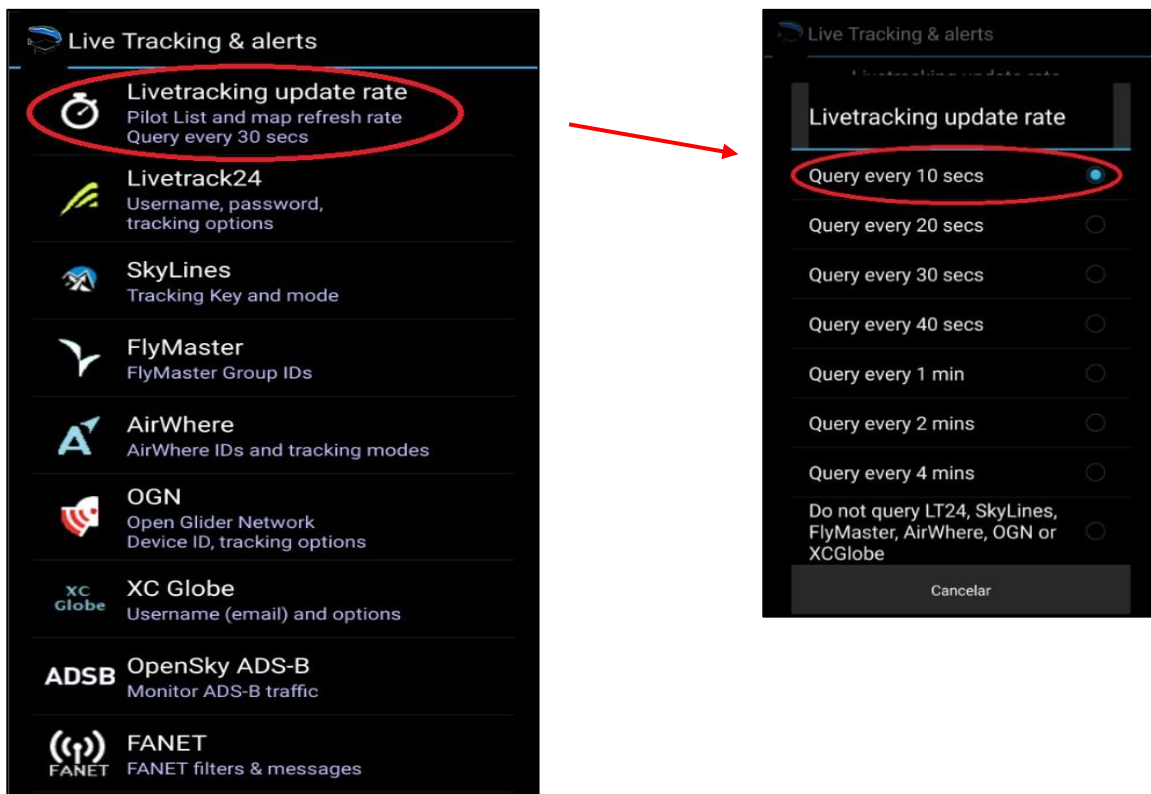 Live Tracking & alerts
Livetracking update rate
Pilot List and map refresh rate
Query every 30 secs
Livetrack24
Username, password,
tracking options
SkyLines
Tracking Key and mode
FlyMaster
FlyMaster Group IDs
AirWhere
AirWhere IDs and tracking modes
OGN
Open Glider Network
Device ID, tracking options
XC
Globe
XC Globe
Username (email) and options
ADSB
OpenSky ADS-B
Monitor ADS-B traffic
FANET
FANET
FANET filters & messages
Live Tracking & alerts
Livetracking update rate
Livetracking update rate
Query every 10 secs
Query every 20 secs
Query every 30 secs
Query every 40 secs
Query every 1 min
Query every 2 mins
Query every 4 mins
Do not query LT24, SkyLines,
FlyMaster, AirWhere, OGN or
XCGlobe
Cancelar